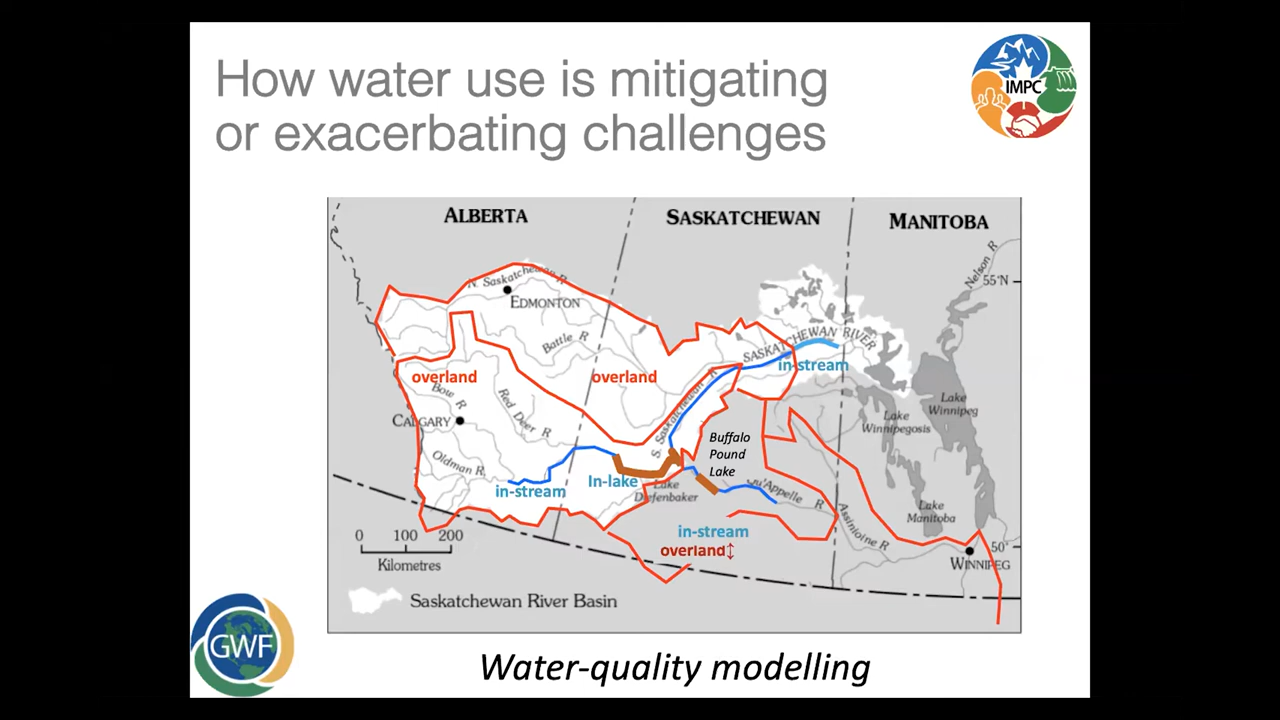 How water use is mitigating
or exacerbating challenges
IMPC
ALBERTA
SASKATCHEWAN
MANITOBA
Nelson R
55°N
N. Saskatchewan R
EDMONTON
SASKATCHEWAN RIVER
Battle R
in-stream
overland
overland
Bow R
Red Deer R
S. Saskatchewan R
Lake
Winnipeg
Lake
Winnipegosis
CALGARY
Buffalo
Pound
Lake
Oldman R.
In-lake
in-stream
Lake
Diefenbaker
Qu'Appelle R
Assiniboine R
Lake
Manitoba
in-stream
overland↕
50°
WINNIPEG
0 100 200
Kilometres
Saskatchewan River Basin
GWF
Water-quality modelling